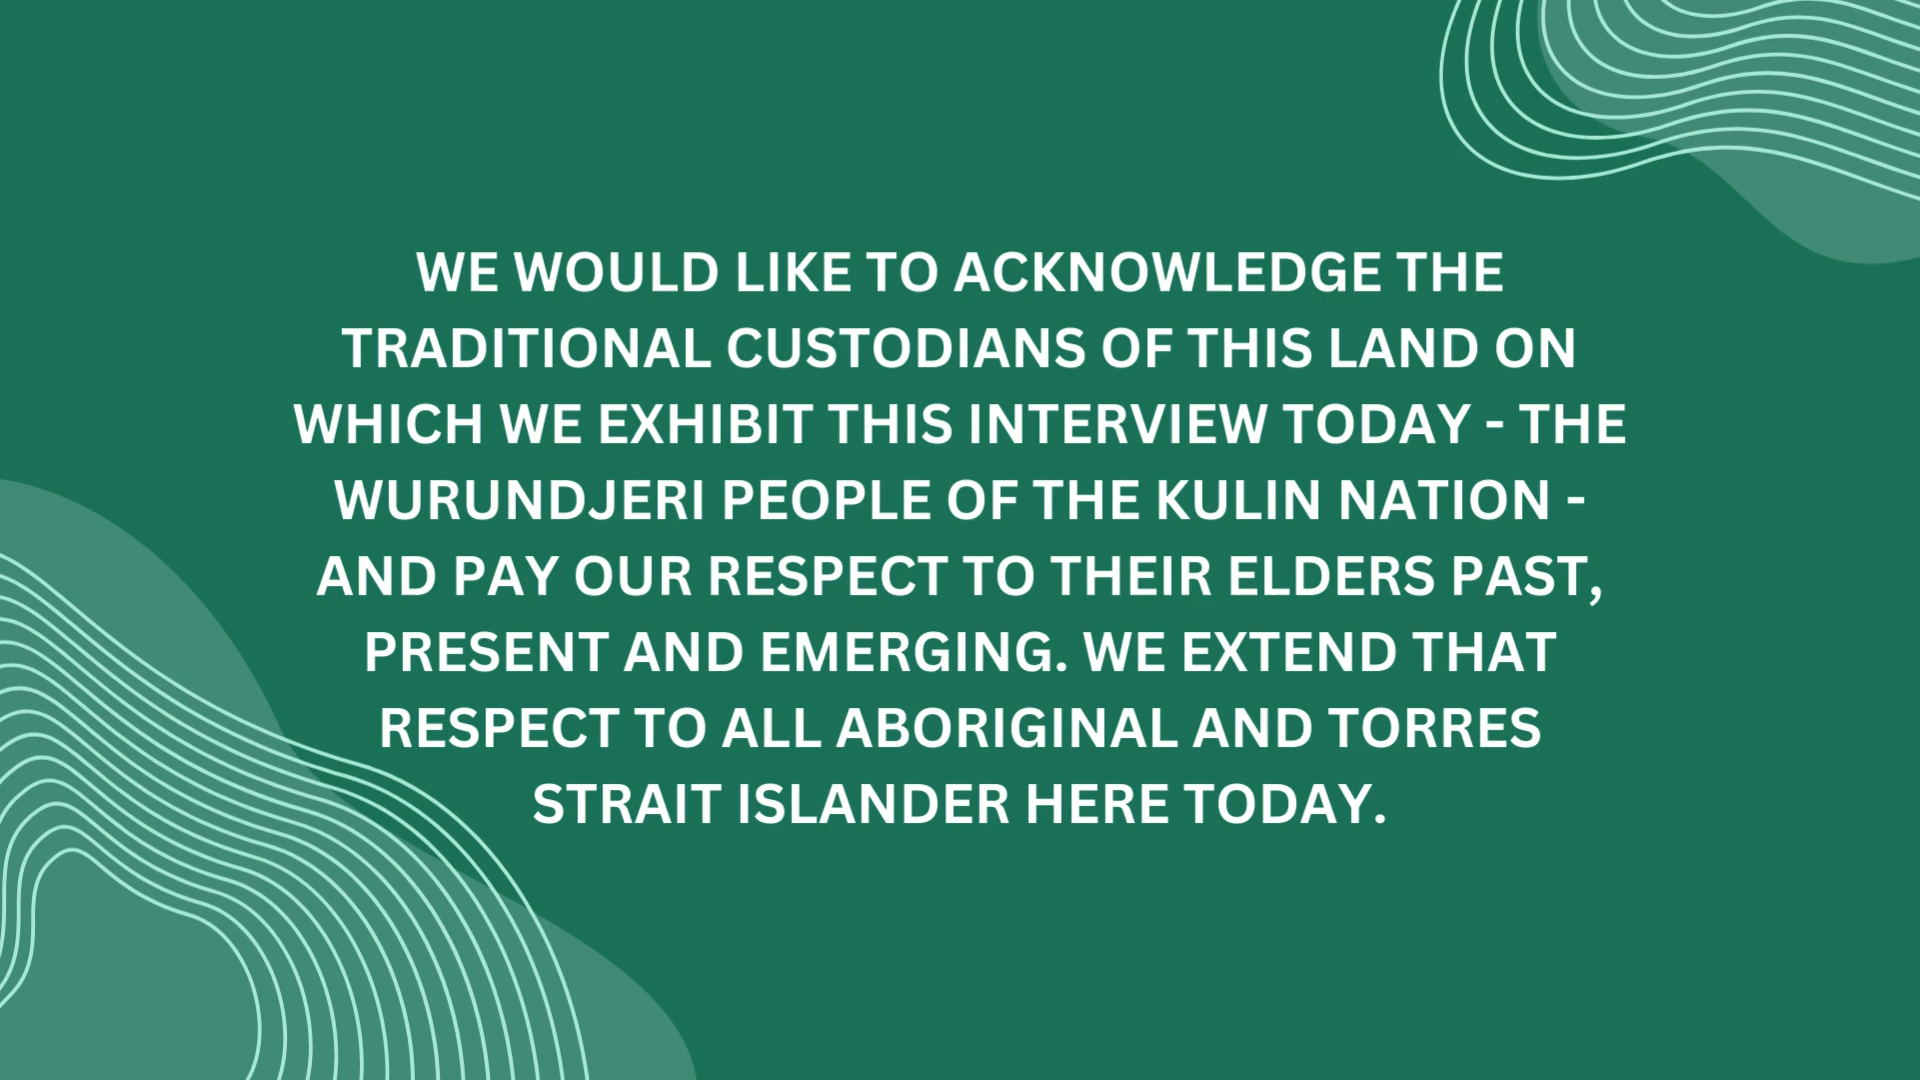 WE WOULD LIKE TO ACKNOWLEDGE THE
TRADITIONAL CUSTODIANS OF THIS LAND ON
WHICH WE EXHIBIT THIS INTERVIEW TODAY - THE
WURUNDJERI PEOPLE OF THE KULIN NATION -
AND PAY OUR RESPECT TO THEIR ELDERS PAST,
PRESENT AND EMERGING. WE EXTEND THAT
RESPECT TO ALL ABORIGINAL AND TORRES
STRAIT ISLANDER HERE TODAY.